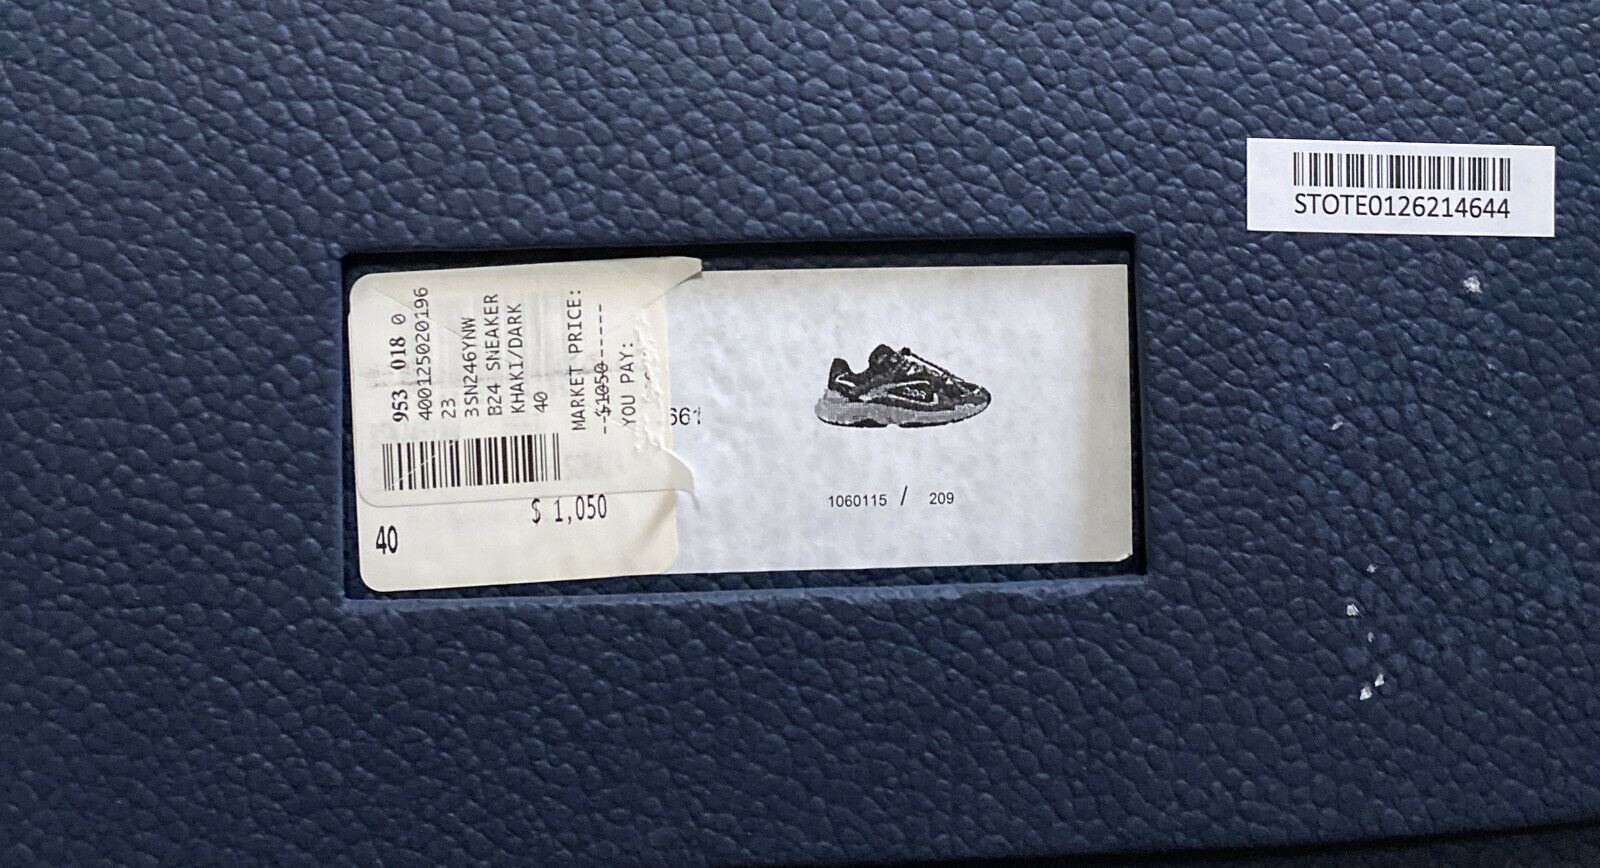 953 018 0
400125020196
23
3SN246YNW
B24 SNEAKER
KHAKI/DARK
40
MARKET PRICE:
--$1050------
YOU PAY:
$ 1,050
40
661
1060115 / 209
STOTE0126214644